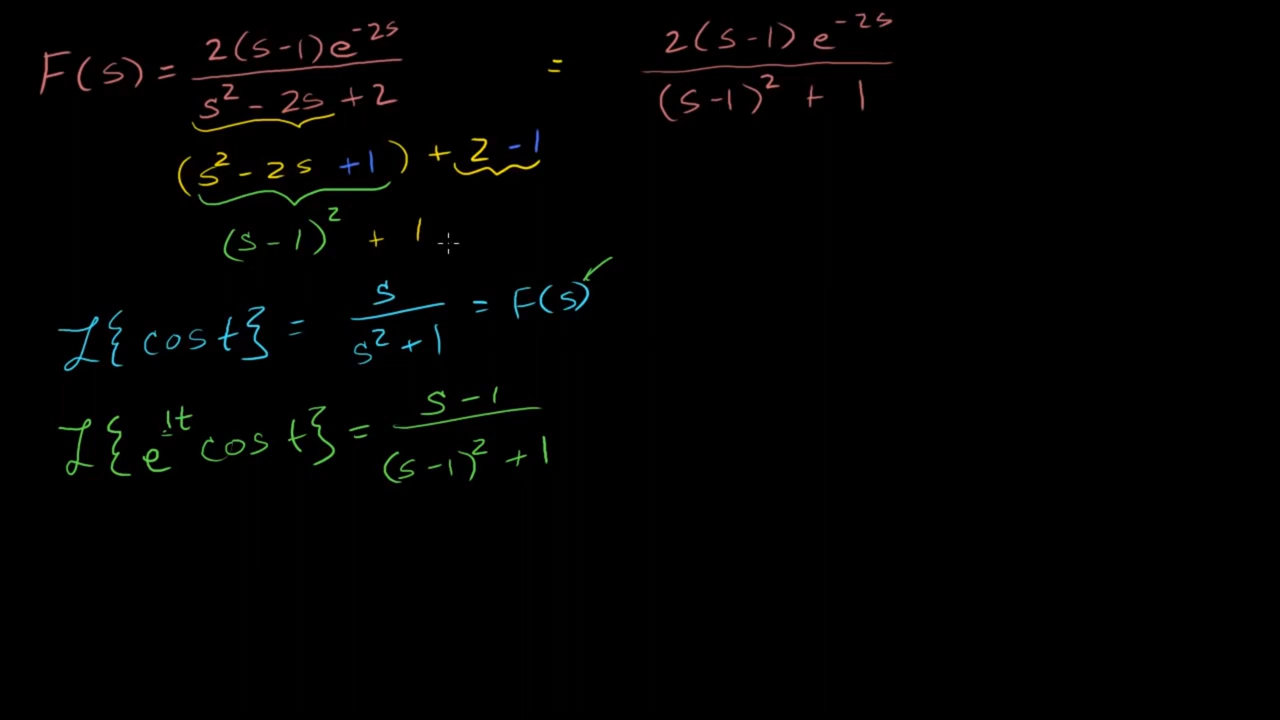 F(s) = 2(s-1)e^{-2s} / (s^2 - 2s + 2) = 2(s-1)e^{-2s} / ((s-1)^2 + 1)
(s^2 - 2s + 1) + 2 - 1
(s-1)^2 + 1
ℒ{cos t} = s / (s^2 + 1) = F(s)
ℒ{e^{1t} cos t} = (s-1) / ((s-1)^2 + 1)